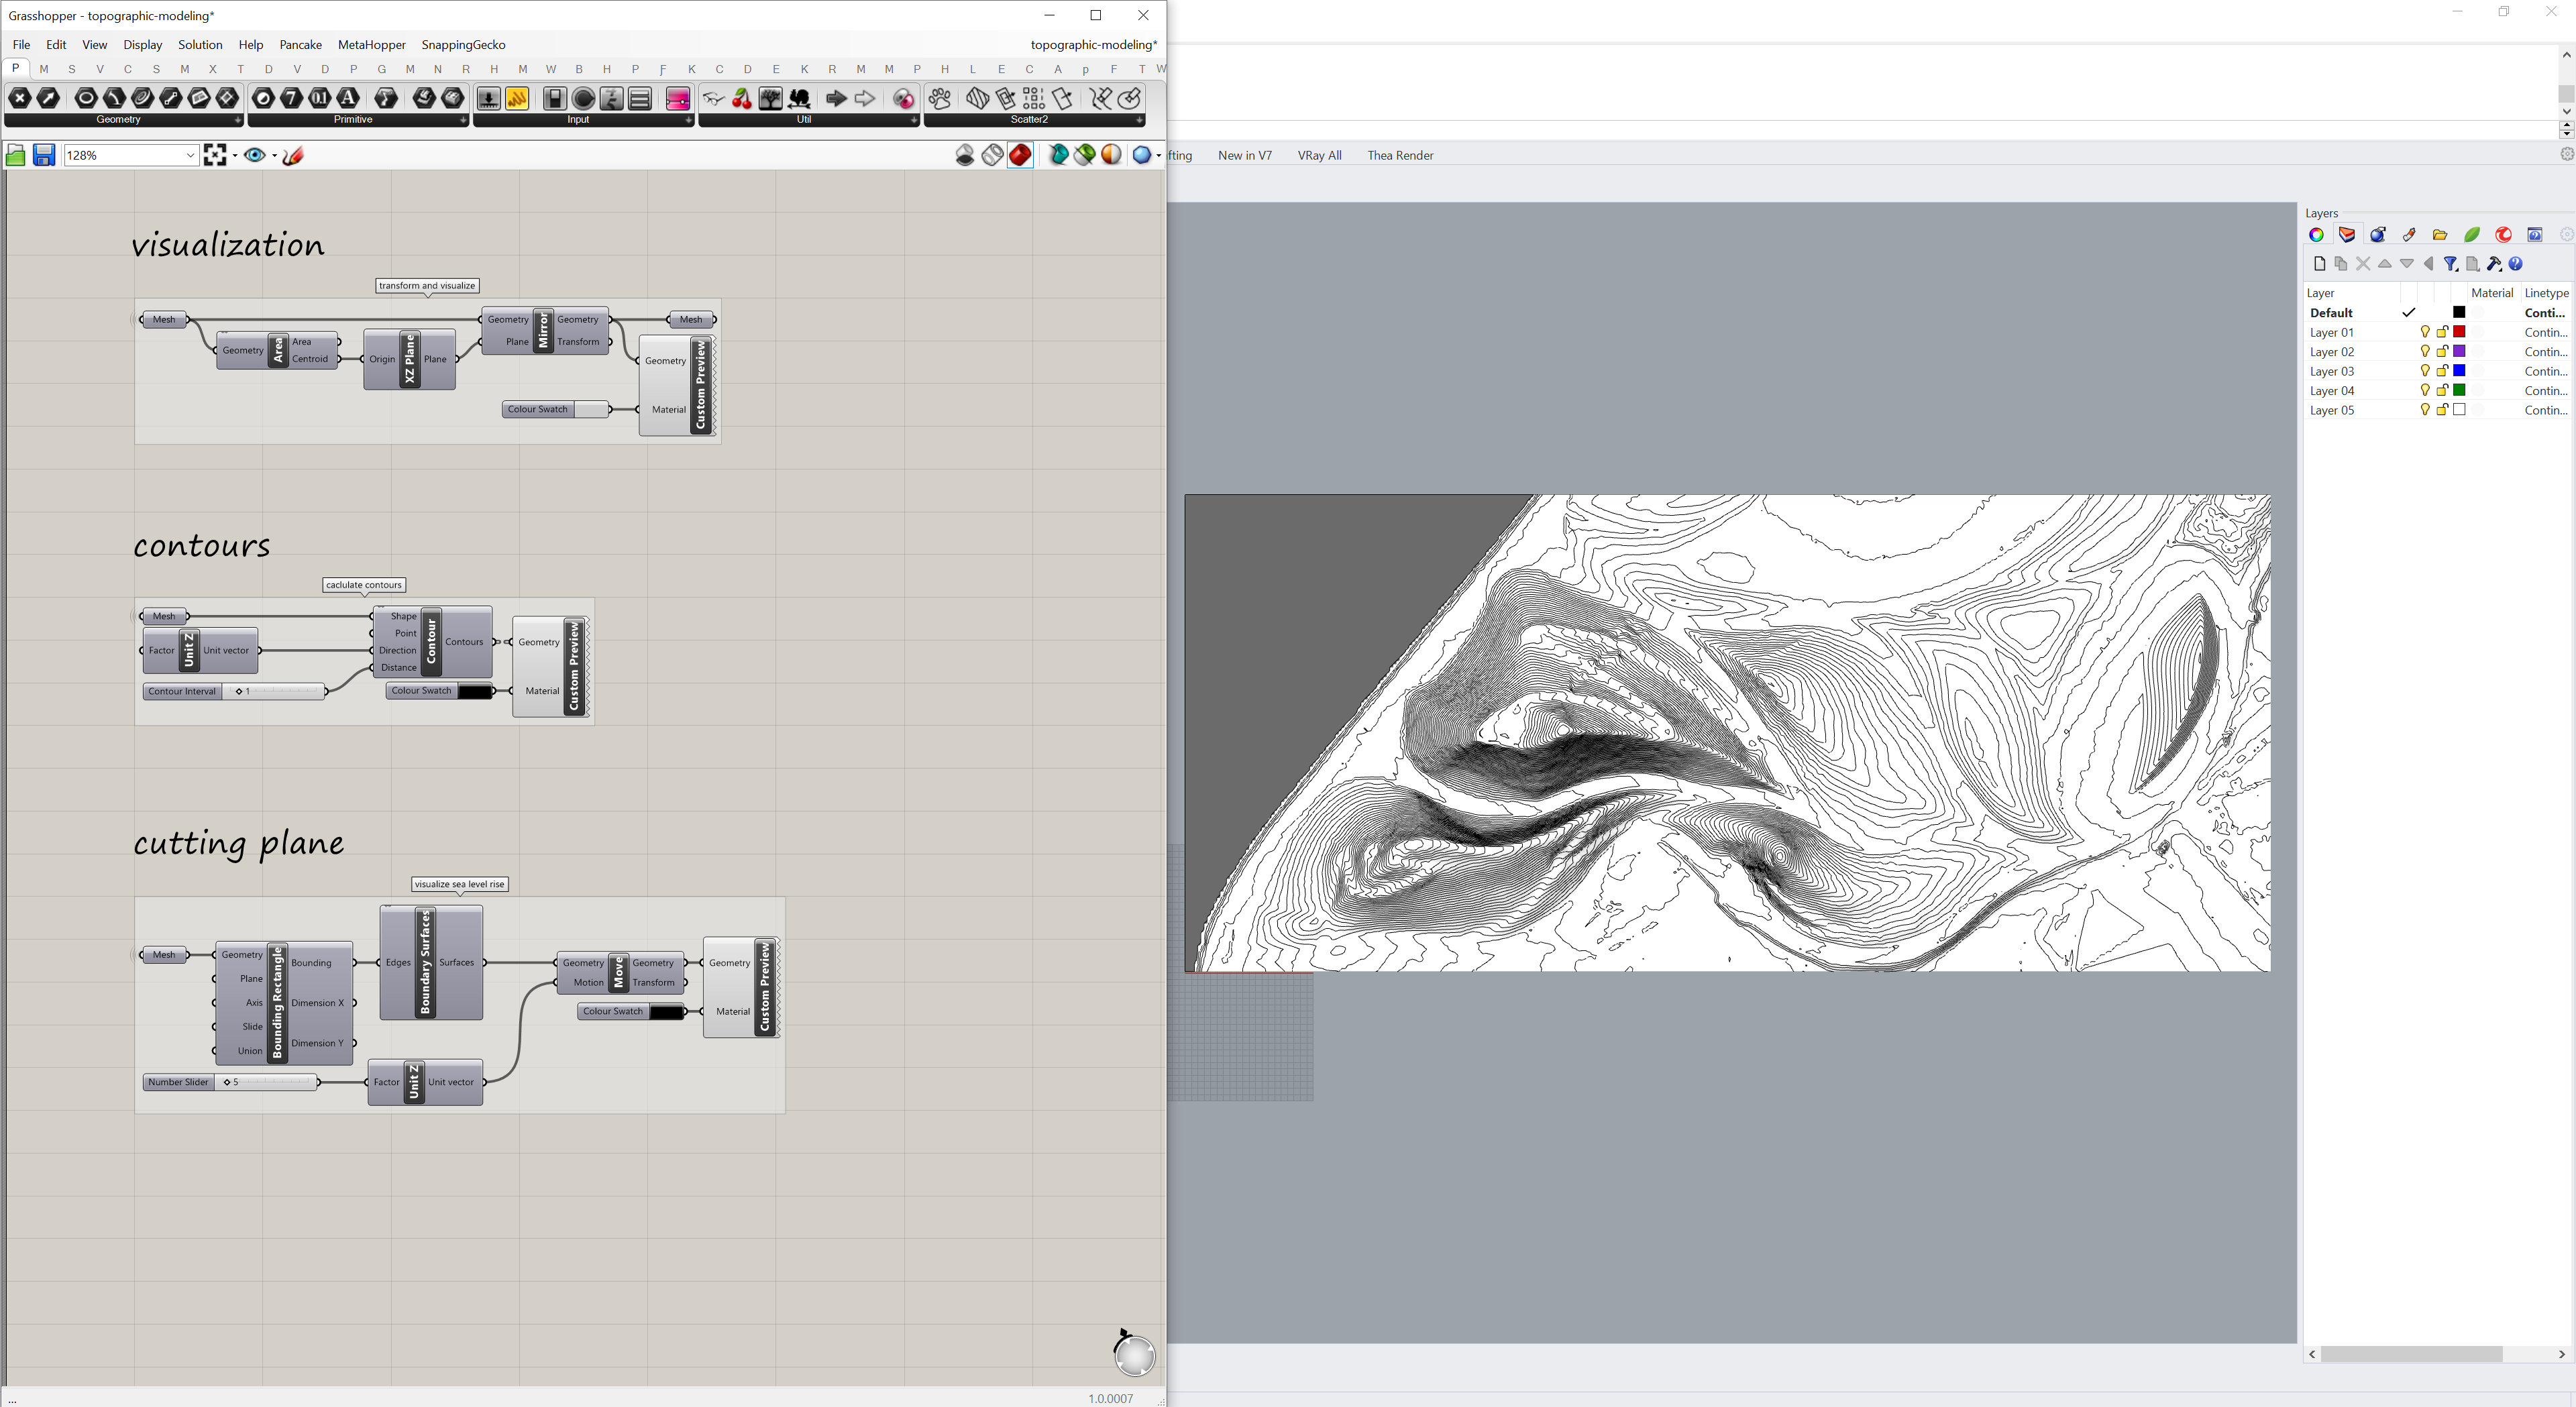 Grasshopper - topographic-modeling*
File Edit View Display Solution Help Pancake MetaHopper SnappingGecko topographic-modeling*
P M S V C S M X T D V D P G M N R H M W B H P F K C D E K R M M P H L E C A p F T W
Geometry Primitive Input Util Scatter2
128%
fting New in V7 VRay All Thea Render
visualization
transform and visualize
Mesh
Geometry Area Area Centroid
Origin XZ Plane Plane
Geometry Plane Mirror Geometry Transform
Mesh
Colour Swatch
Geometry Material Custom Preview
contours
caclulate contours
Mesh
Factor Unit Z Unit vector
Contour Interval ◇ 1
Shape Point Direction Distance Contour Contours
Colour Swatch
Geometry Material Custom Preview
cutting plane
visualize sea level rise
Mesh
Geometry Plane Axis Slide Union Bounding Rectangle Bounding Dimension X Dimension Y
Edges Boundary Surfaces Surfaces
Number Slider ◇ 5
Factor Unit Z Unit vector
Geometry Motion Move Geometry Transform
Colour Swatch
Geometry Material Custom Preview
...
1.0.0007
Layers
Layer Material Linetype
Default Conti...
Layer 01 Contin...
Layer 02 Contin...
Layer 03 Contin...
Layer 04 Contin...
Layer 05 Contin...